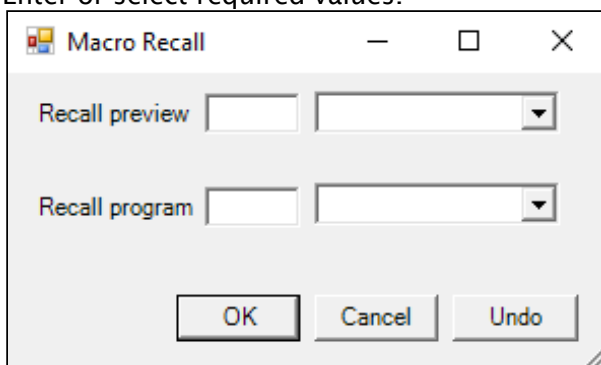 Enter or select required values.
Macro Recall
Recall preview
Recall program
OK Cancel Undo